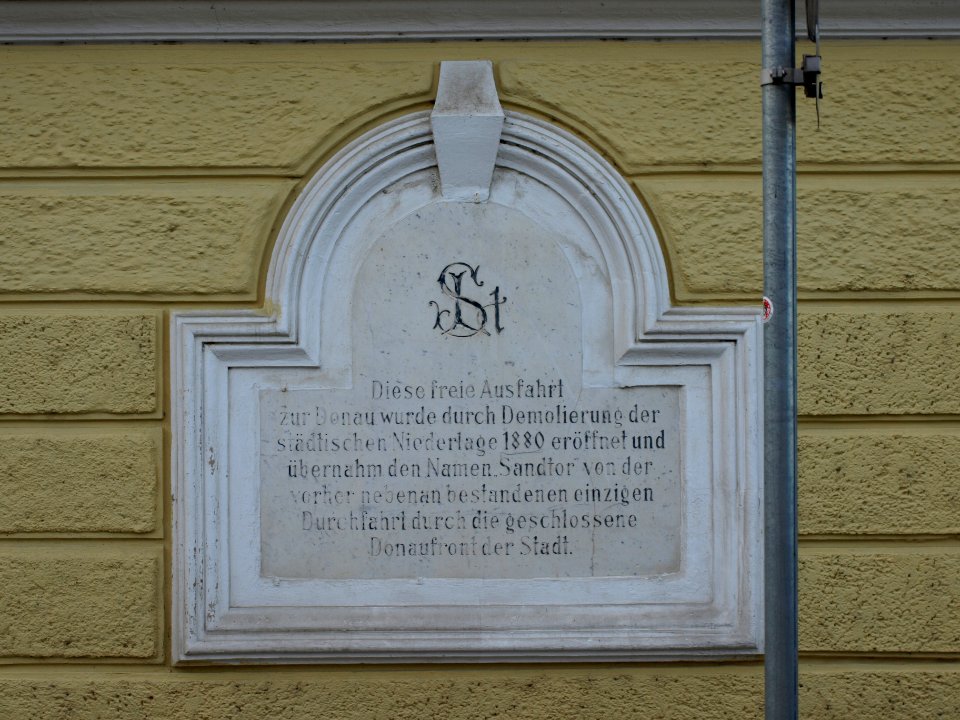 St
Diese freie Ausfahrt
zur Donau wurde durch Demolierung der
städtischen Niederlage 1880 eröffnet und
übernahm den Namen „Sandtor" von der
vorher nebenan bestandenen einzigen
Durchfahrt durch die geschlossene
Donaufront der Stadt.